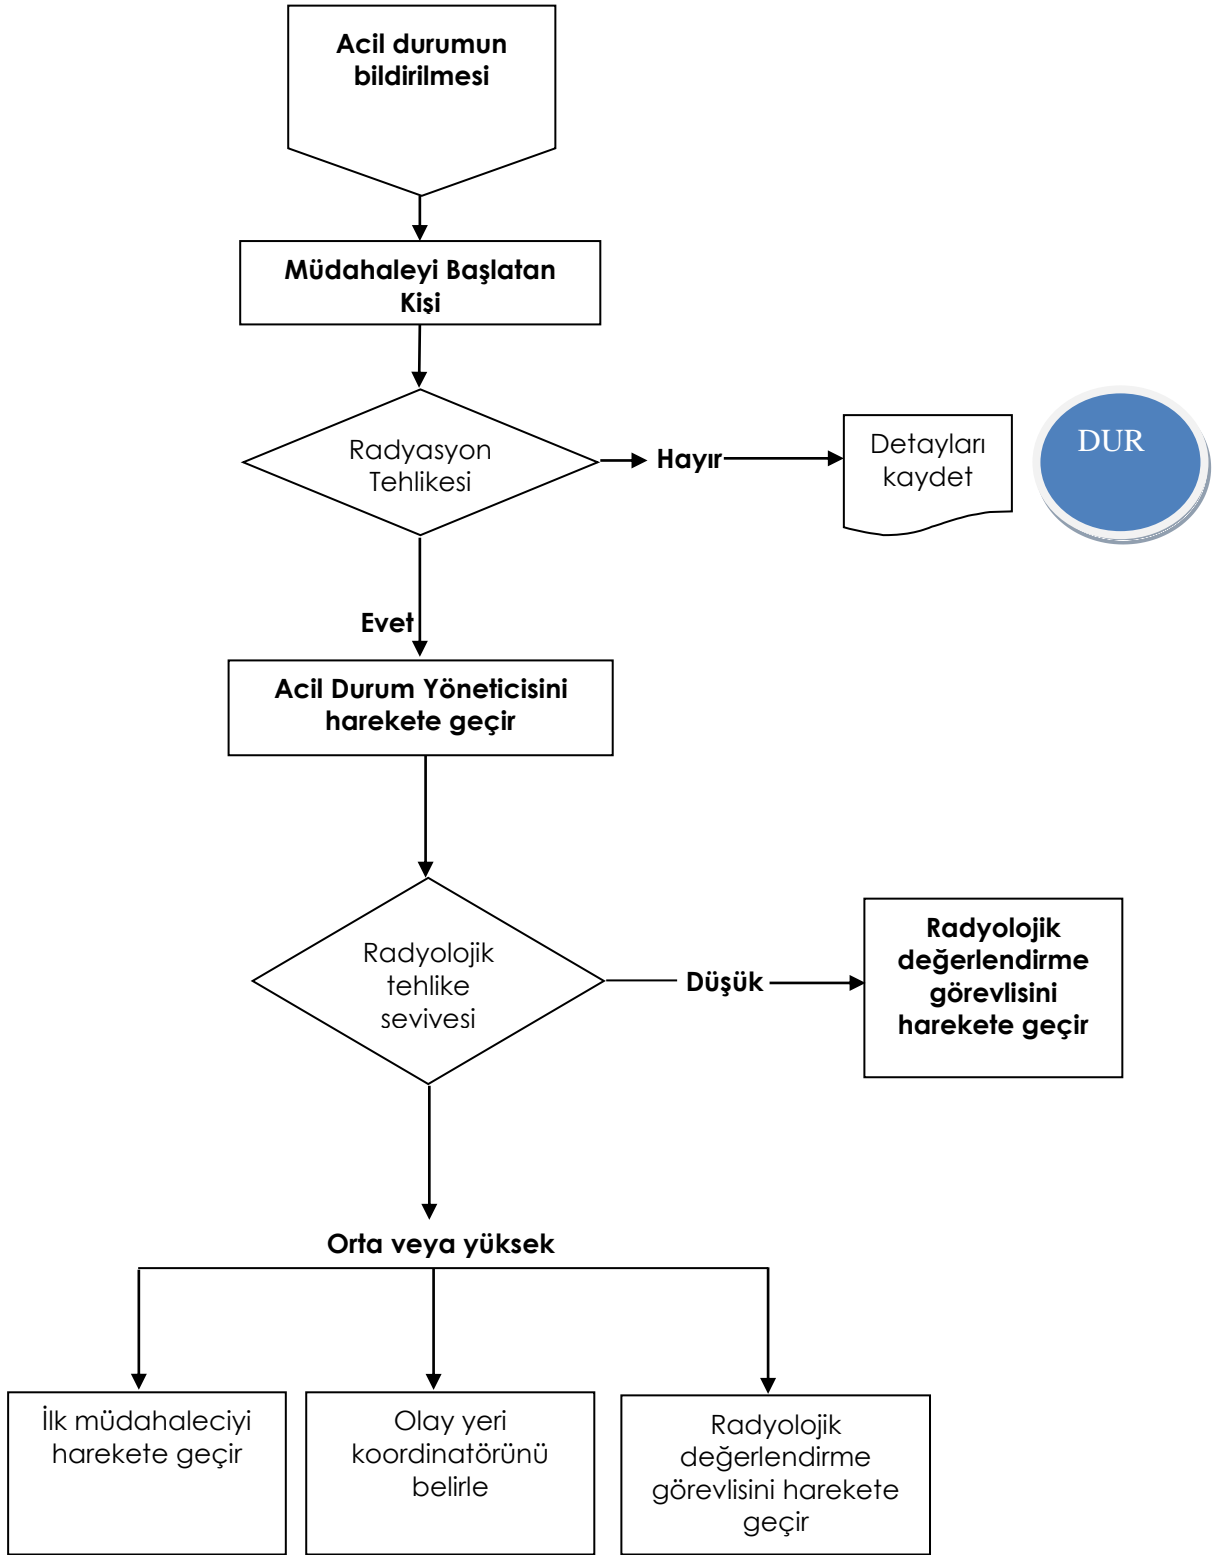 Acil durumun
bildirilmesi
Müdahaleyi Başlatan
Kişi
Radyasyon
Tehlikesi
Hayır
Detayları
kaydet
DUR
Evet
Acil Durum Yöneticisini
harekete geçir
Radyolojik
tehlike
sevivesi
Düşük
Radyolojik
değerlendirme
görevlisini
harekete geçir
Orta veya yüksek
İlk müdahaleciyi
harekete geçir
Olay yeri
koordinatörünü
belirle
Radyolojik
değerlendirme
görevlisini harekete
geçir